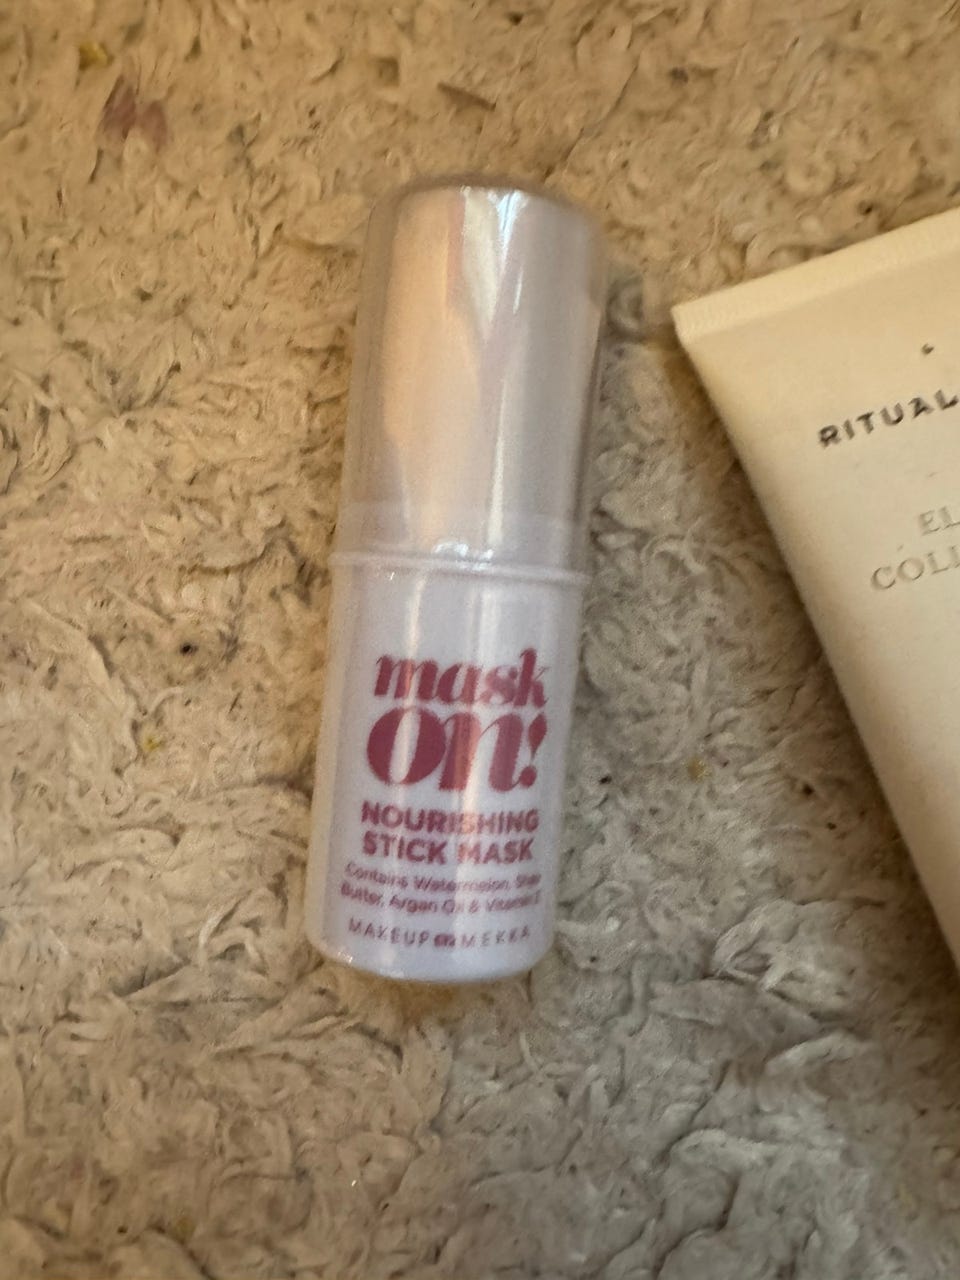 mask
on!
NOURISHING
STICK MASK
Contains Watermelon, Shea
Butter, Argan Oil & Vitamin E
MAKEUP MEKKA
RITUAL
EL
COLL